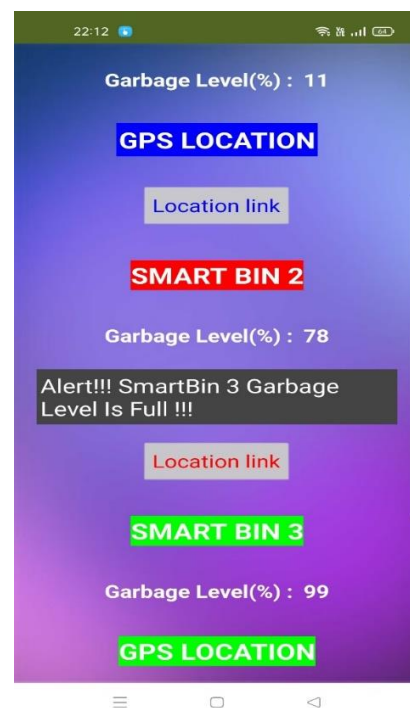 22:12
64
Garbage Level(%) : 11
GPS LOCATION
Location link
SMART BIN 2
Garbage Level(%) : 78
Alert!!! SmartBin 3 Garbage
Level Is Full !!!
Location link
SMART BIN 3
Garbage Level(%) : 99
GPS LOCATION